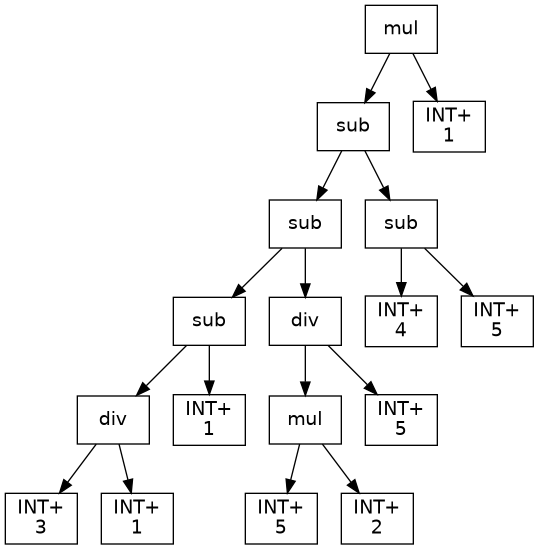 mul
sub
INT+
1
sub
sub
sub
div
INT+
4
INT+
5
div
INT+
1
mul
INT+
5
INT+
3
INT+
1
INT+
5
INT+
2